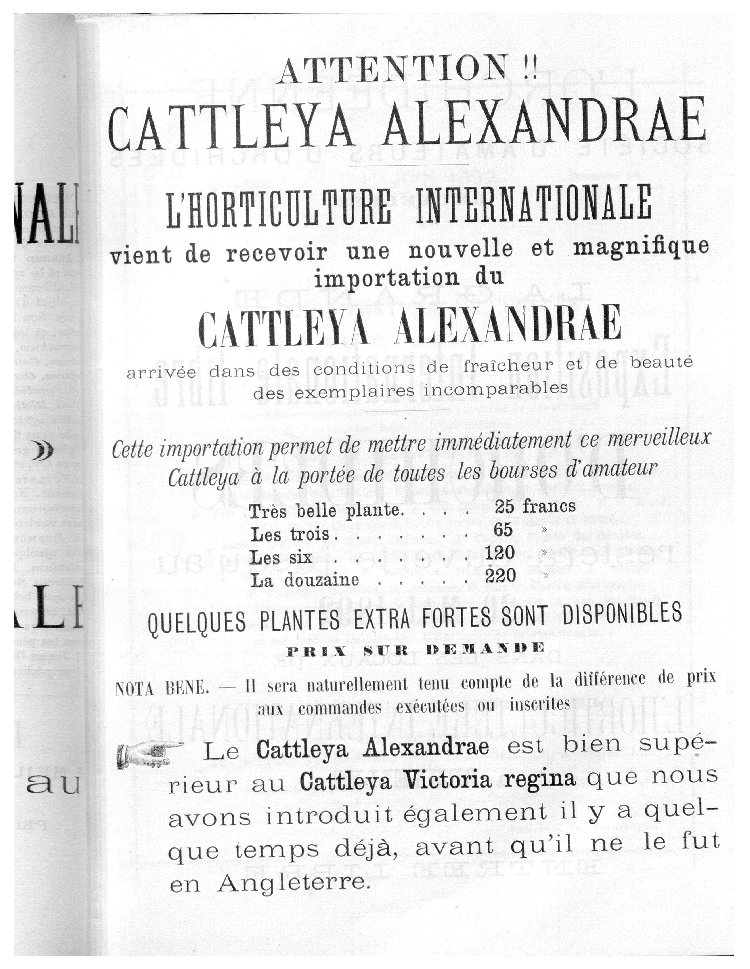 ATTENTION !!
CATTLEYA ALEXANDRAE
L'HORTICULTURE INTERNATIONALE
vient de recevoir une nouvelle et magnifique
importation du
CATTLEYA ALEXANDRAE
arrivée dans des conditions de fraîcheur et de beauté
des exemplaires incomparables
Cette importation permet de mettre immédiatement ce merveilleux
Cattleya à la portée de toutes les bourses d'amateur
Très belle plante. . . . 25 francs
Les trois . . . . . . . 65 »
Les six . . . . . . . 120 »
La douzaine . . . . . 220 »
QUELQUES PLANTES EXTRA FORTES SONT DISPONIBLES
PRIX SUR DEMANDE
NOTA BENE. — Il sera naturellement tenu compte de la différence de prix
aux commandes exécutées ou inscrites
Le Cattleya Alexandrae est bien supé-
rieur au Cattleya Victoria regina que nous
avons introduit également il y a quel-
que temps déjà, avant qu'il ne le fut
en Angleterre.
»
au